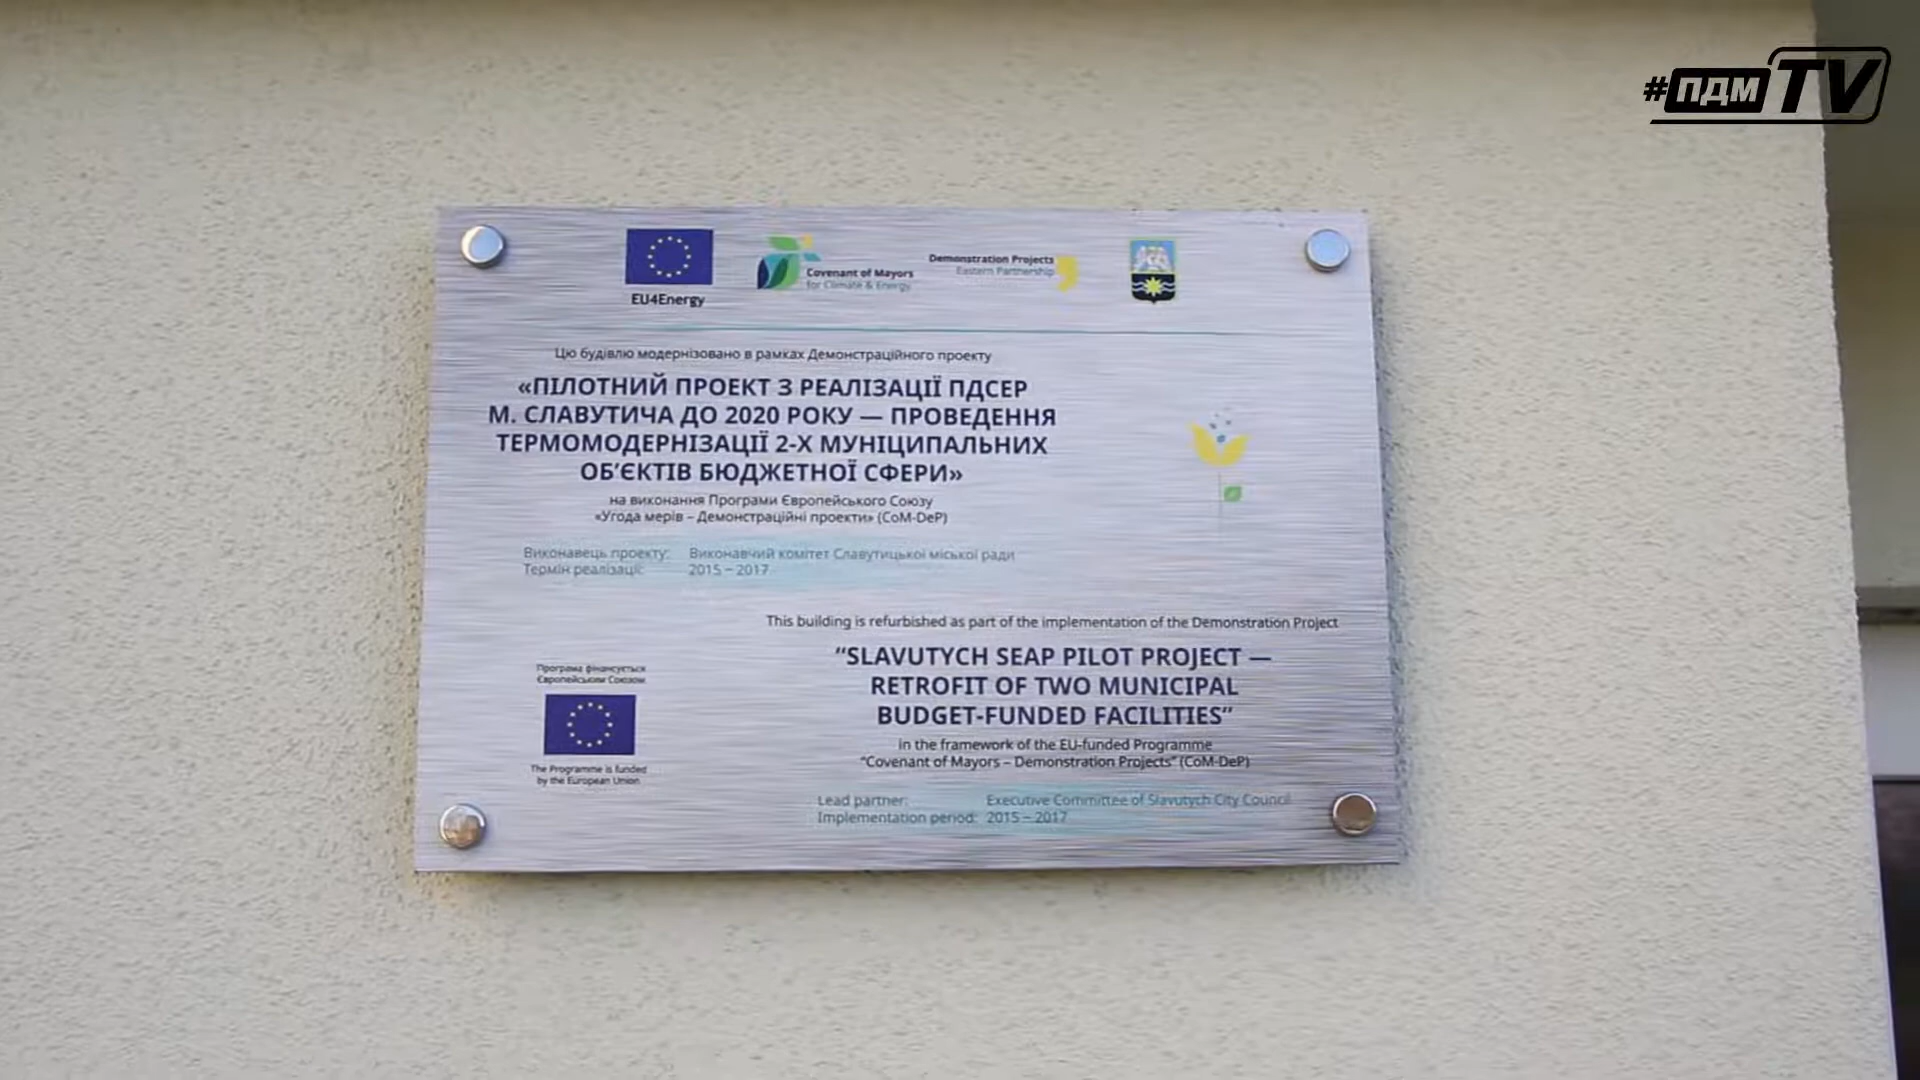 #ПДМ TV
EU4Energy
Covenant of Mayors
for Climate & Energy
Demonstration Projects
Eastern Partnership
Цю будівлю модернізовано в рамках Демонстраційного проекту
«ПІЛОТНИЙ ПРОЕКТ З РЕАЛІЗАЦІЇ ПДСЕР
М. СЛАВУТИЧА ДО 2020 РОКУ — ПРОВЕДЕННЯ
ТЕРМОМОДЕРНІЗАЦІЇ 2-Х МУНІЦИПАЛЬНИХ
ОБ’ЄКТІВ БЮДЖЕТНОЇ СФЕРИ»
на виконання Програми Європейського Союзу
«Угода мерів – Демонстраційні проекти» (CoM-DeP)
Виконавець проекту: Виконавчий комітет Славутицької міської ради
Термін реалізації: 2015 – 2017
This building is refurbished as part of the implementation of the Demonstration Project
“SLAVUTYCH SEAP PILOT PROJECT —
RETROFIT OF TWO MUNICIPAL
BUDGET-FUNDED FACILITIES”
in the framework of the EU-funded Programme
“Covenant of Mayors – Demonstration Projects” (CoM-DeP)
Lead partner: Executive Committee of Slavutych City Council
Implementation period: 2015 – 2017
Програма фінансується
Європейським Союзом
The Programme is funded
by the European Union